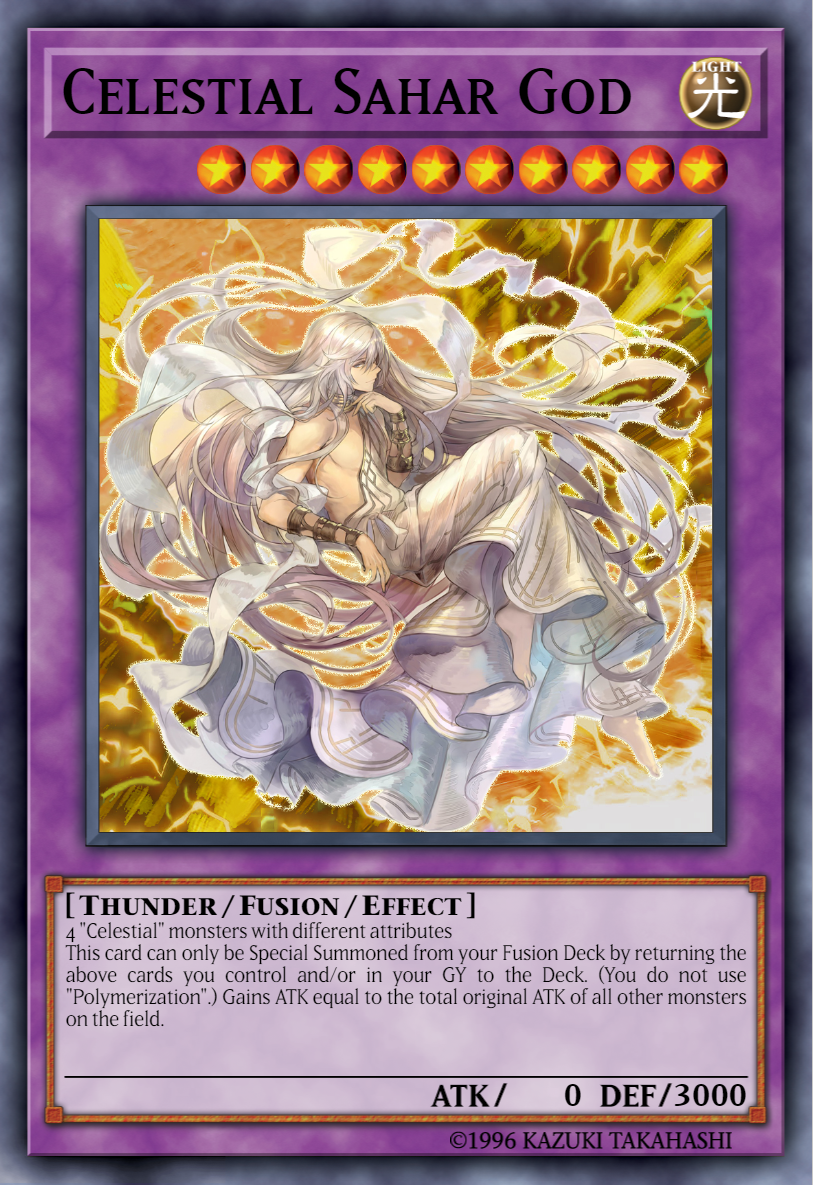 Celestial Sahar God
LIGHT
光
[ Thunder / Fusion / Effect ]
4 "Celestial" monsters with different attributes
This card can only be Special Summoned from your Fusion Deck by returning the
above cards you control and/or in your GY to the Deck. (You do not use
"Polymerization".) Gains ATK equal to the total original ATK of all other monsters
on the field.
ATK/ 0 DEF/3000
©1996 KAZUKI TAKAHASHI